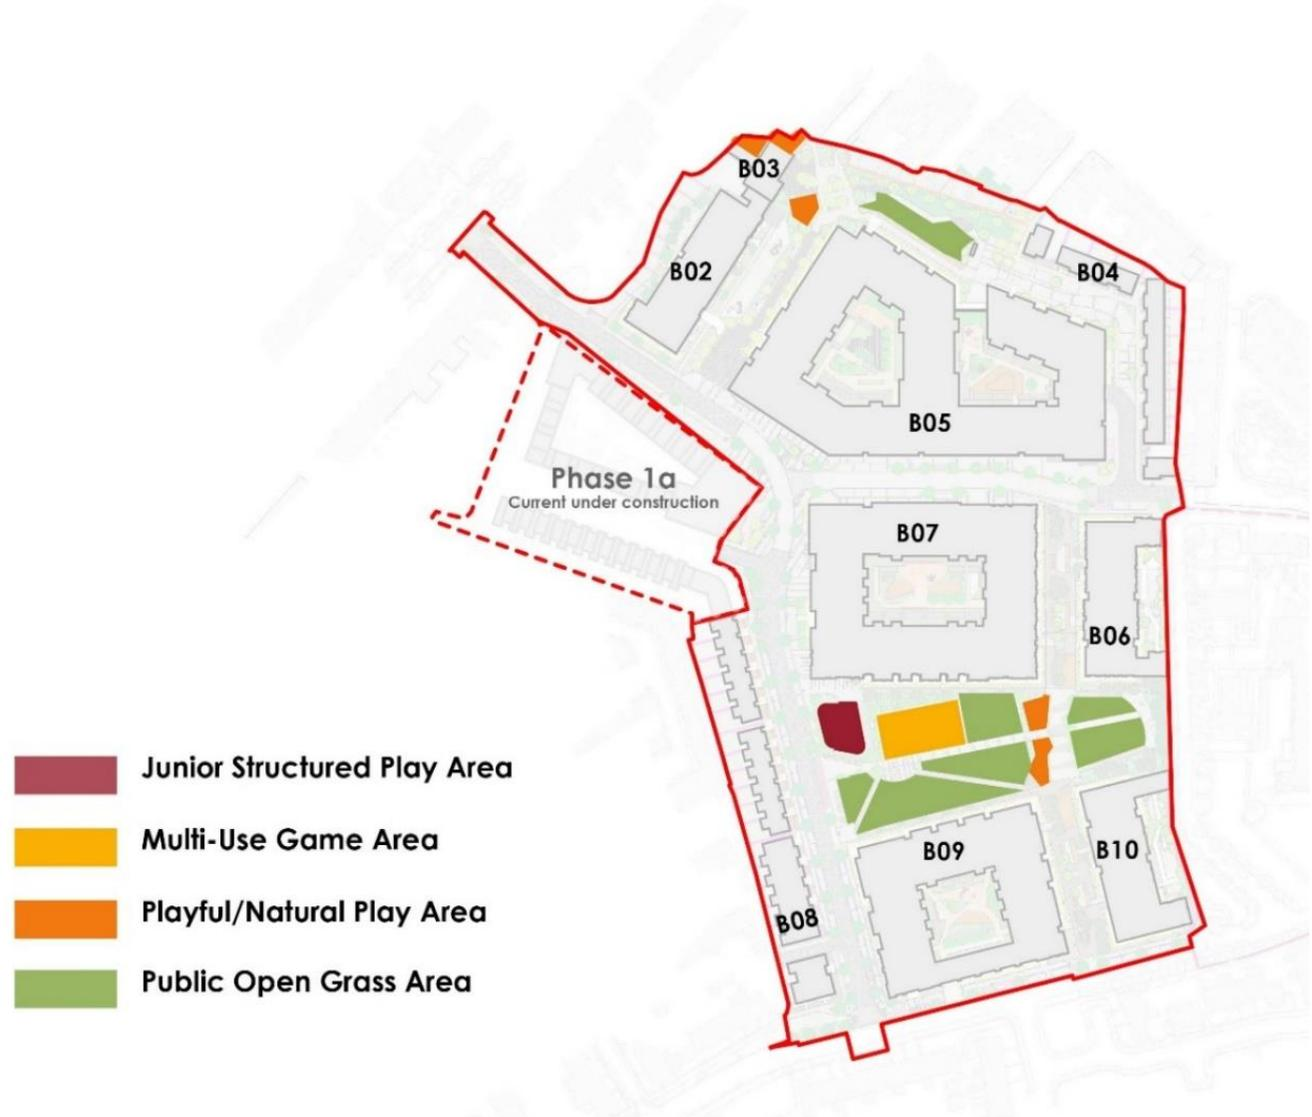 B03
B02
B04
B05
Phase 1a
Current under construction
B07
B06
Junior Structured Play Area
Multi-Use Game Area
B09
B10
Playful/Natural Play Area
B08
Public Open Grass Area